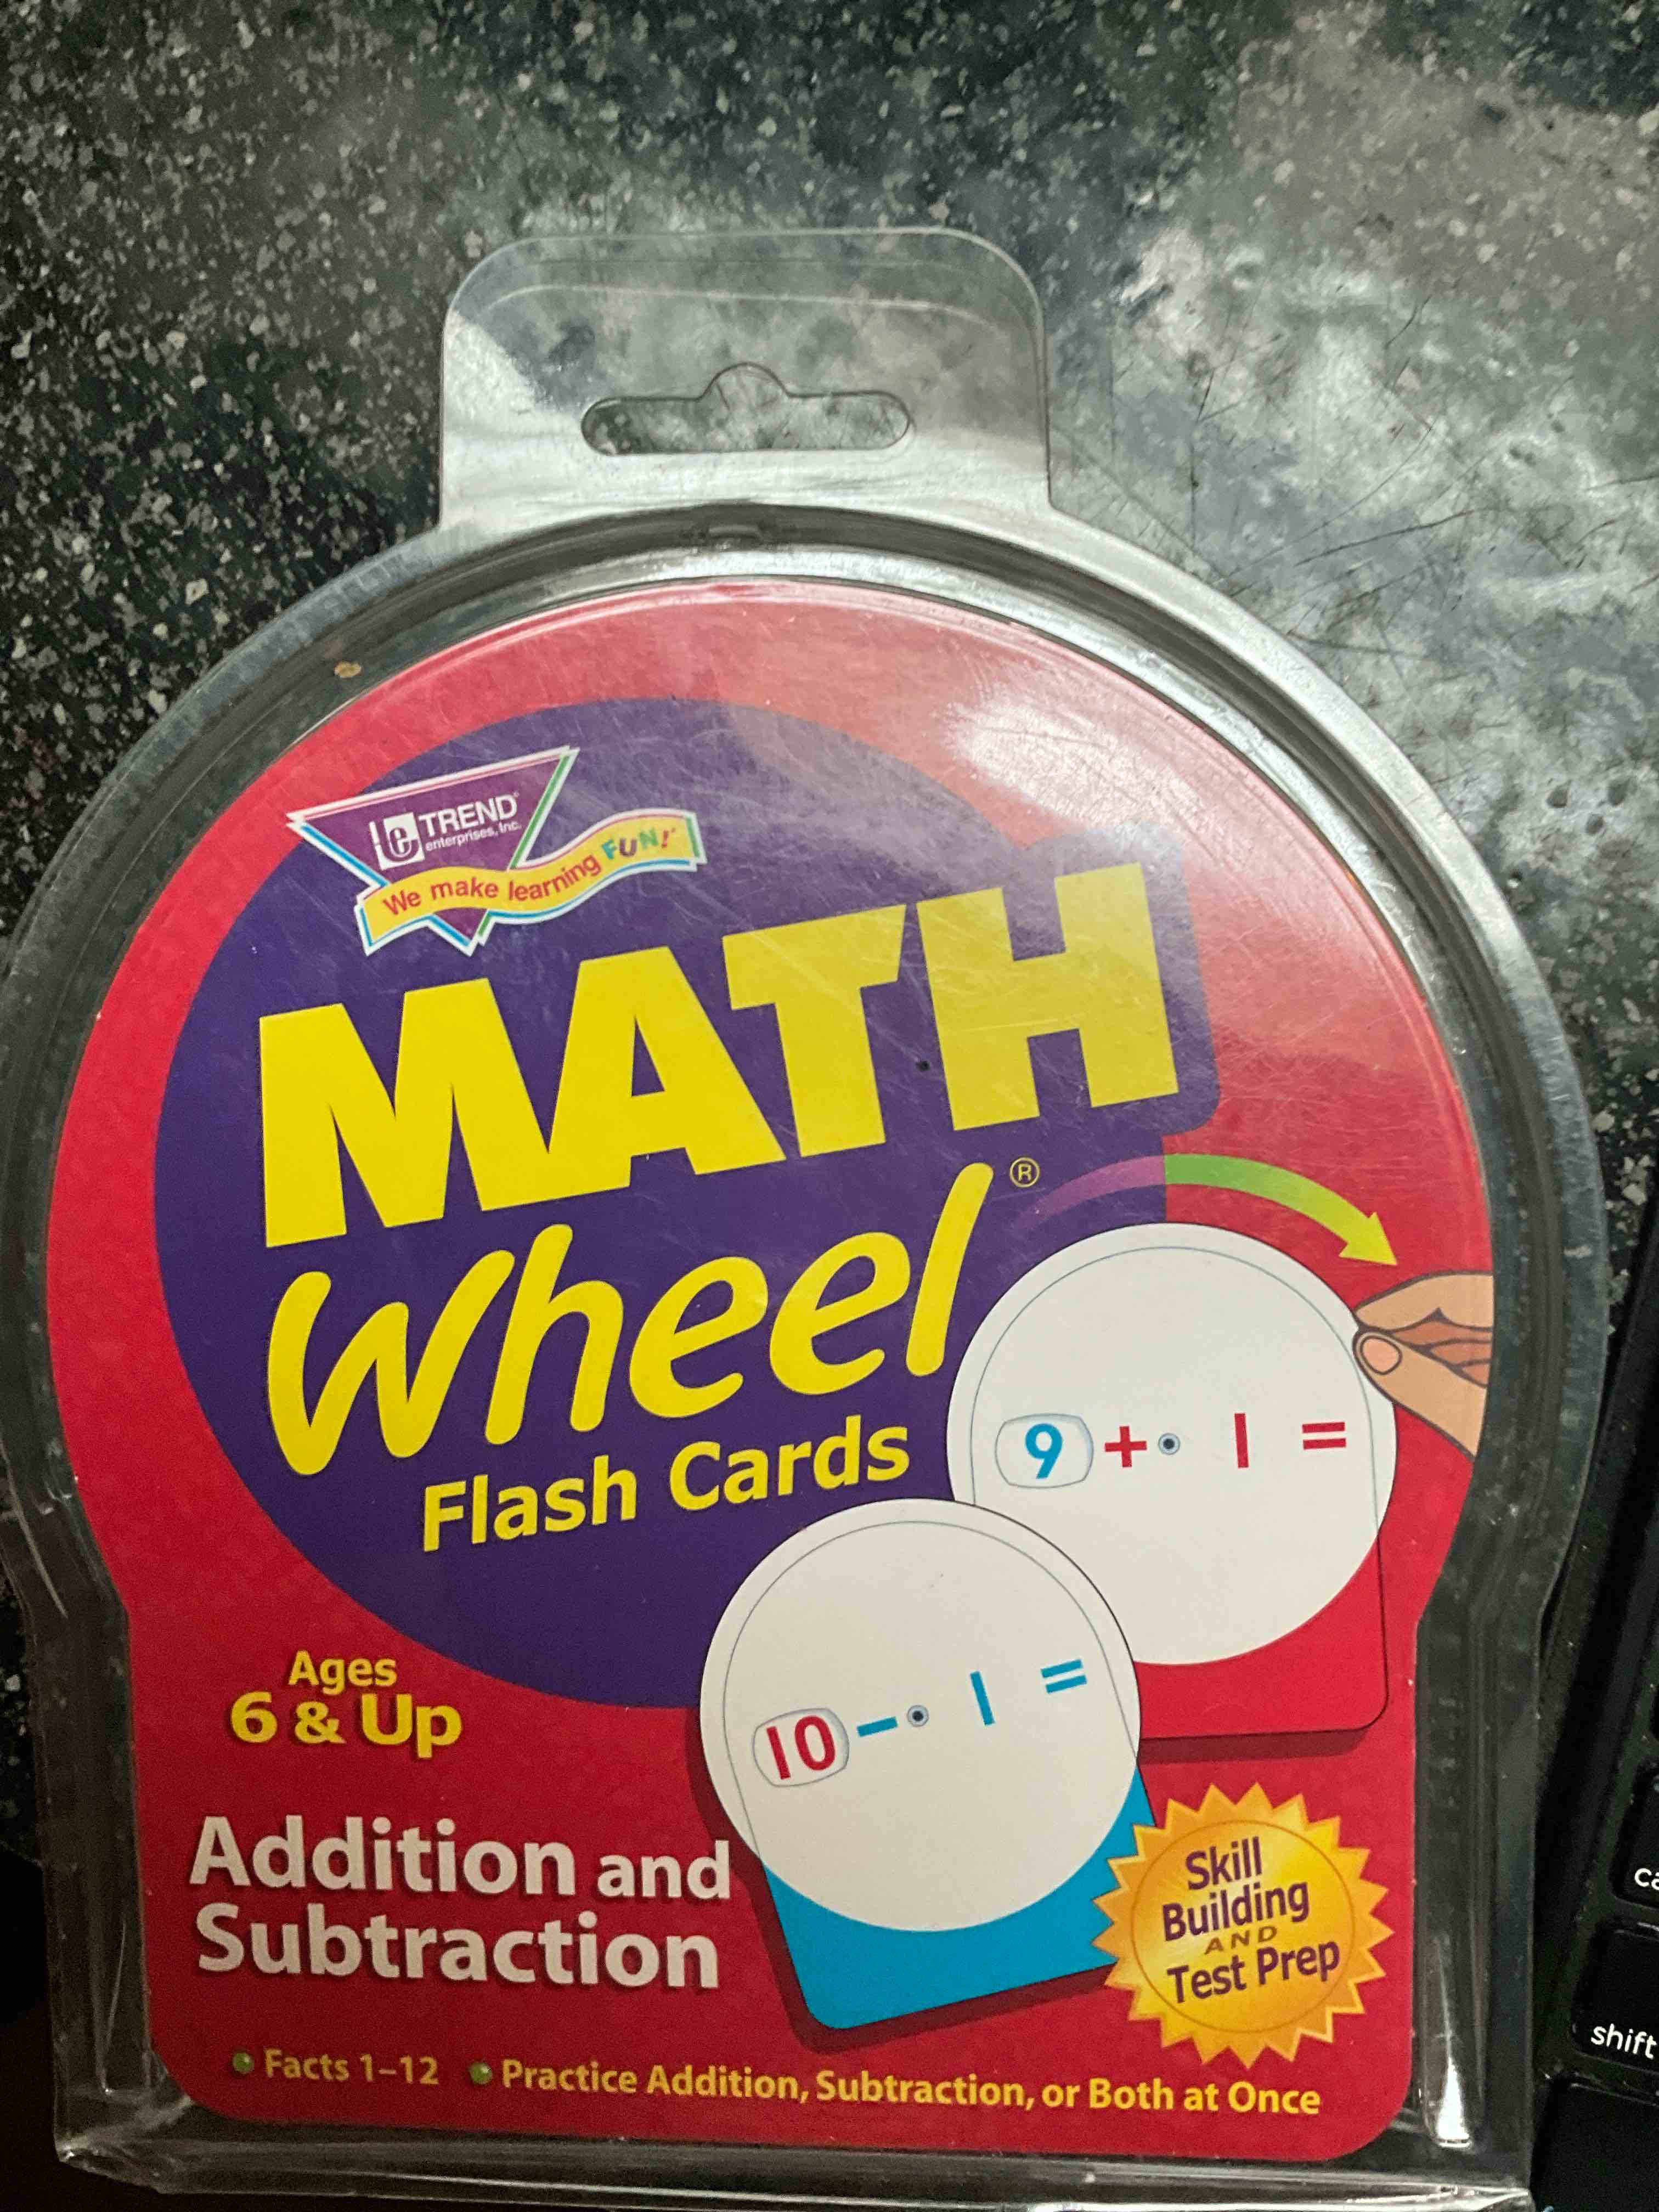 e TREND®
enterprises, Inc.
We make learning FUN!®
MATH
Wheel®
Flash Cards
9 + 1 =
10 - 1 =
Ages
6 & Up
Addition and
Subtraction
Skill
Building
AND
Test Prep
Facts 1–12 Practice Addition, Subtraction, or Both at Once
shift